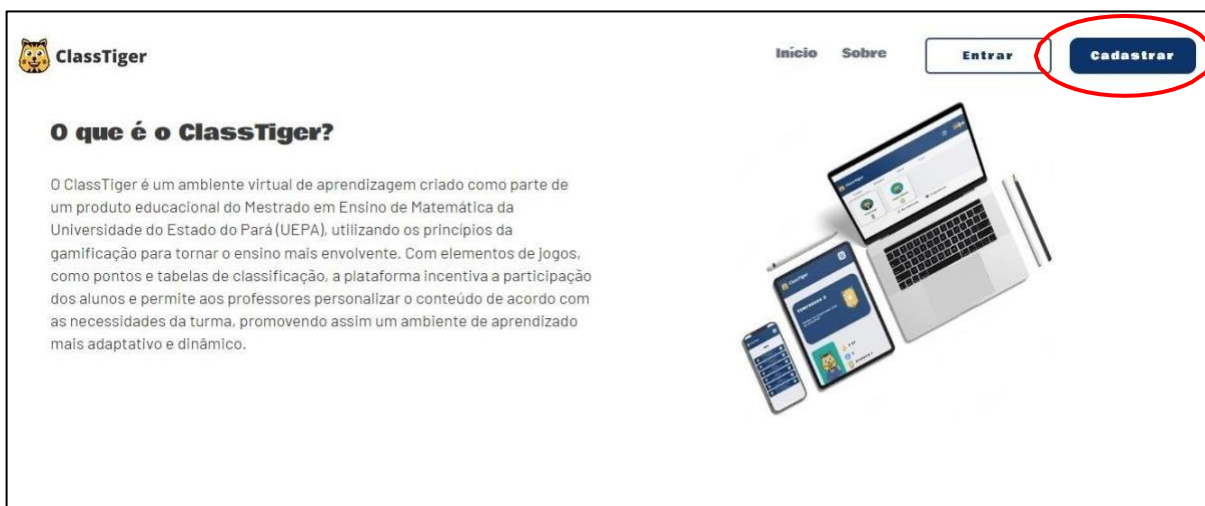 ClassTiger
Início Sobre Entrar Cadastrar
O que é o ClassTiger?
O ClassTiger é um ambiente virtual de aprendizagem criado como parte de
um produto educacional do Mestrado em Ensino de Matemática da
Universidade do Estado do Pará (UEPA), utilizando os princípios da
gamificação para tornar o ensino mais envolvente. Com elementos de jogos,
como pontos e tabelas de classificação, a plataforma incentiva a participação
dos alunos e permite aos professores personalizar o conteúdo de acordo com
as necessidades da turma, promovendo assim um ambiente de aprendizado
mais adaptativo e dinâmico.
ClassTiger